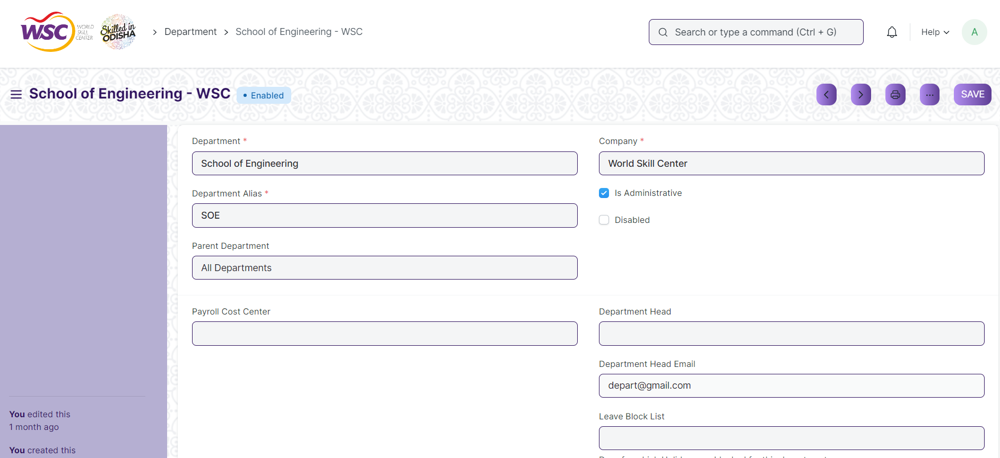 WSC
WORLD
SKILL
CENTER
Skilled in
ODISHA
Department
School of Engineering - WSC
Search or type a command (Ctrl + G)
Help
A
School of Engineering - WSC
Enabled
SAVE
Department *
School of Engineering
Company *
World Skill Center
Department Alias *
SOE
Is Administrative
Disabled
Parent Department
All Departments
Payroll Cost Center
Department Head
Department Head Email
depart@gmail.com
Leave Block List
You edited this
1 month ago
You created this